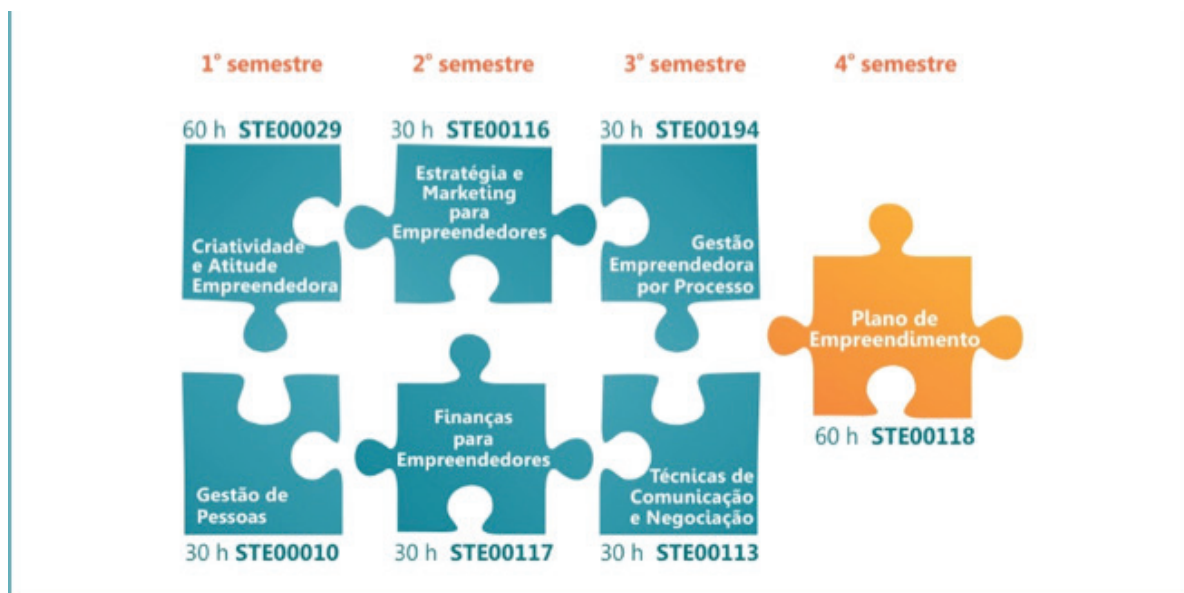 1° semestre
2° semestre
3° semestre
4° semestre
60 h STE00029
30 h STE00116
30 h STE00194
Criatividade
e Atitude
Empreendedora
Estratégia e
Marketing
para
Empreendedores
Gestão
Empreendedora
por Processo
Plano de
Empreendimento
60 h STE00118
Gestão de
Pessoas
Finanças
para
Empreendedores
Técnicas de
Comunicação
e Negociação
30 h STE00010
30 h STE00117
30 h STE00113